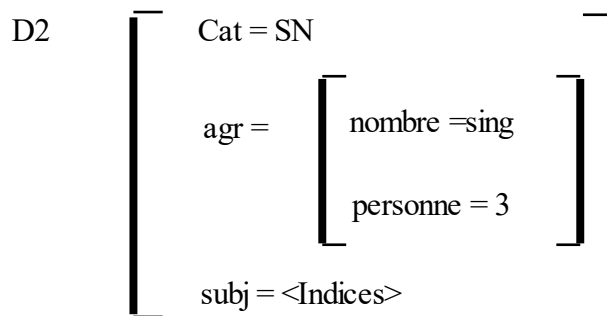 D2 Cat = SN
agr = nombre =sing
personne = 3
subj = <Indices>